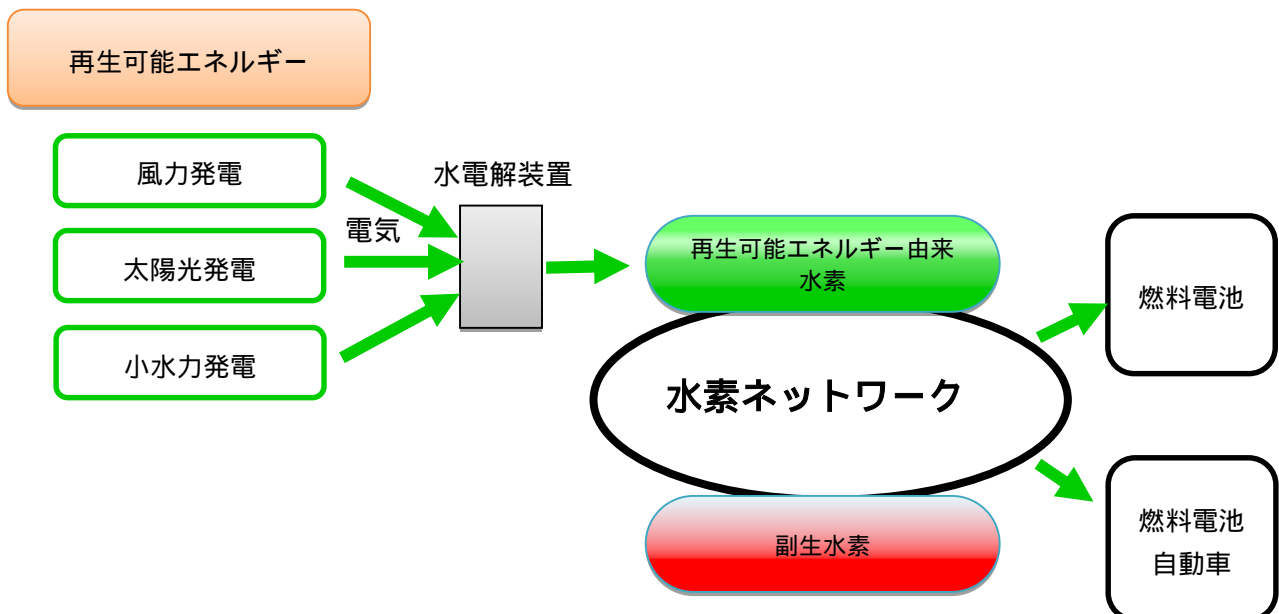 再生可能エネルギー
風力発電
水電解装置
電気
太陽光発電
小水力発電
再生可能エネルギー由来
水素
燃料電池
水素ネットワーク
副生水素
燃料電池
自動車